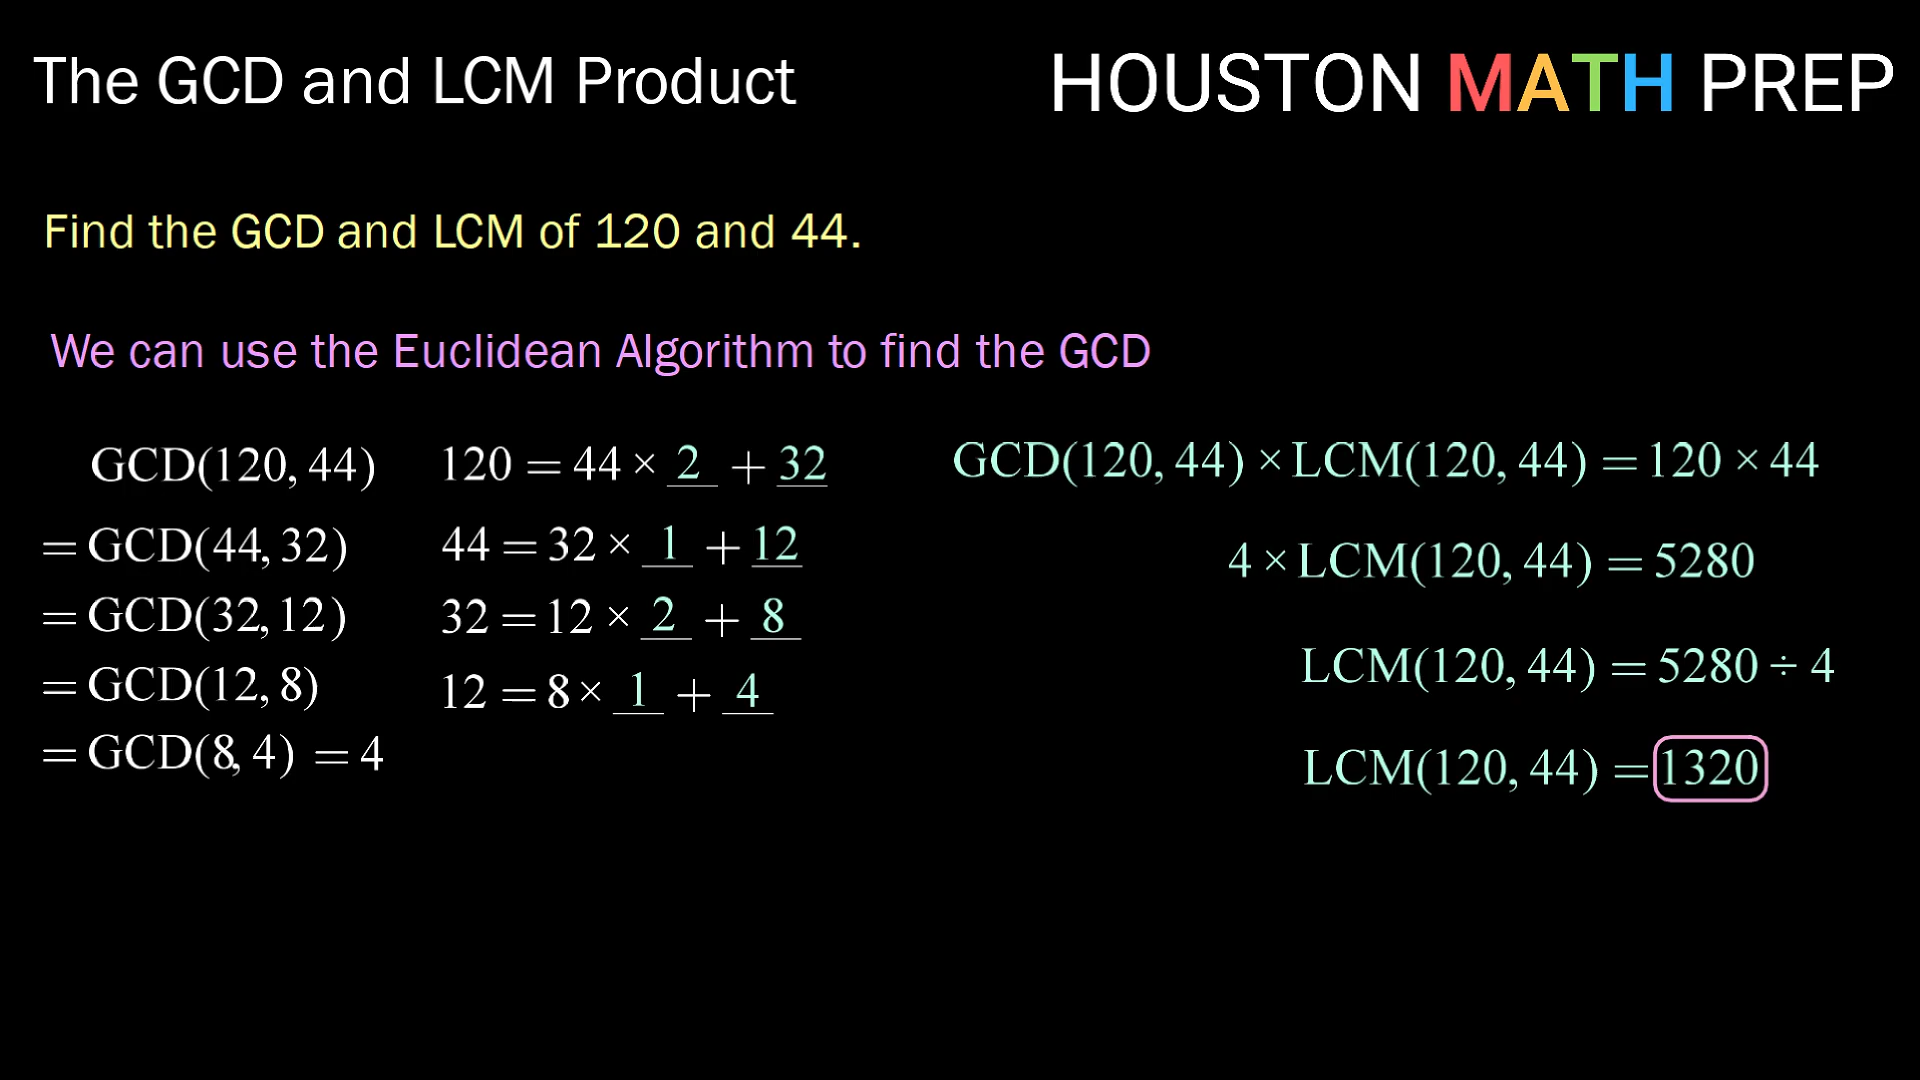 The GCD and LCM Product
HOUSTON MATH PREP
Find the GCD and LCM of 120 and 44.
We can use the Euclidean Algorithm to find the GCD
GCD(120, 44)
= GCD(44, 32)
= GCD(32, 12)
= GCD(12, 8)
= GCD(8, 4) = 4
120 = 44 × 2 + 32
44 = 32 × 1 + 12
32 = 12 × 2 + 8
12 = 8 × 1 + 4
GCD(120, 44) × LCM(120, 44) = 120 × 44
4 × LCM(120, 44) = 5280
LCM(120, 44) = 5280 ÷ 4
LCM(120, 44) = 1320